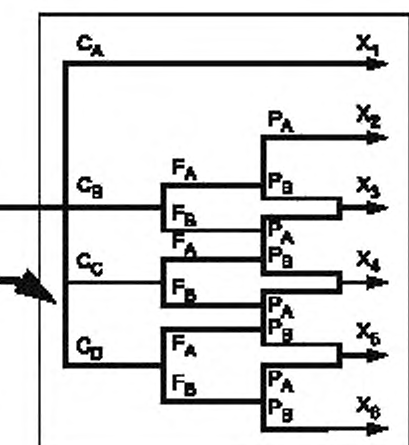 C_A X_1
P_A X_2
F_A P_B X_3
C_B F_B P_A
F_A P_B X_4
C_C F_B P_A
P_B X_5
C_D F_A P_A
F_B P_B X_6